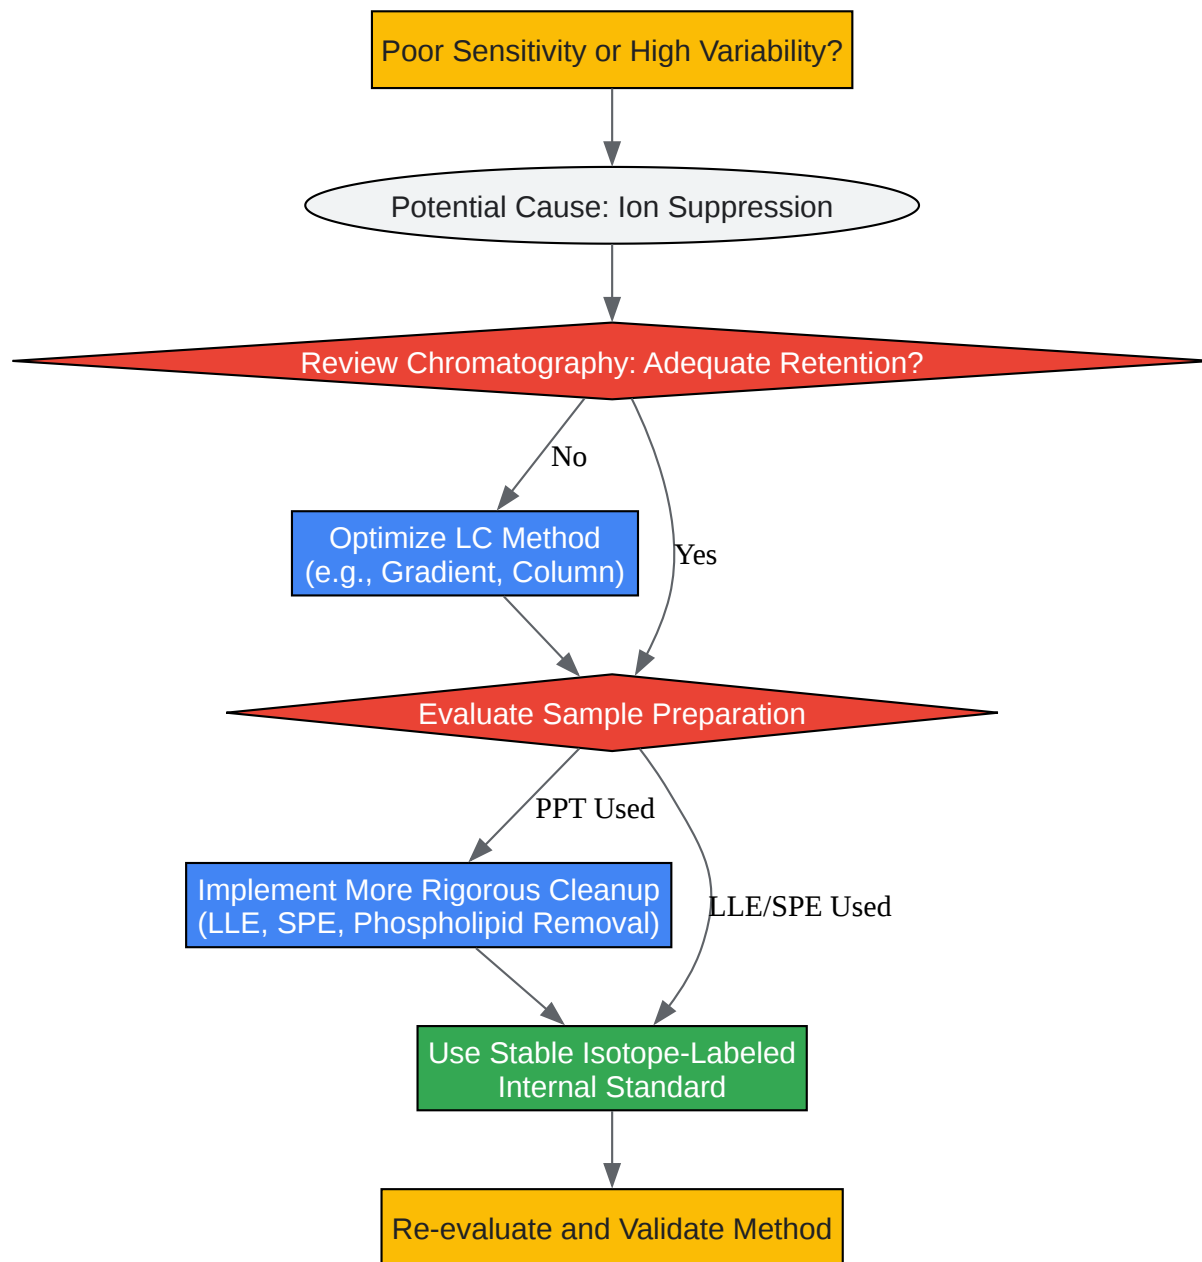 Poor Sensitivity or High Variability?
Potential Cause: Ion Suppression
Review Chromatography: Adequate Retention?
No
Optimize LC Method
(e.g., Gradient, Column)
Yes
Evaluate Sample Preparation
PPT Used
Implement More Rigorous Cleanup
(LLE, SPE, Phospholipid Removal)
LLE/SPE Used
Use Stable Isotope-Labeled
Internal Standard
Re-evaluate and Validate Method